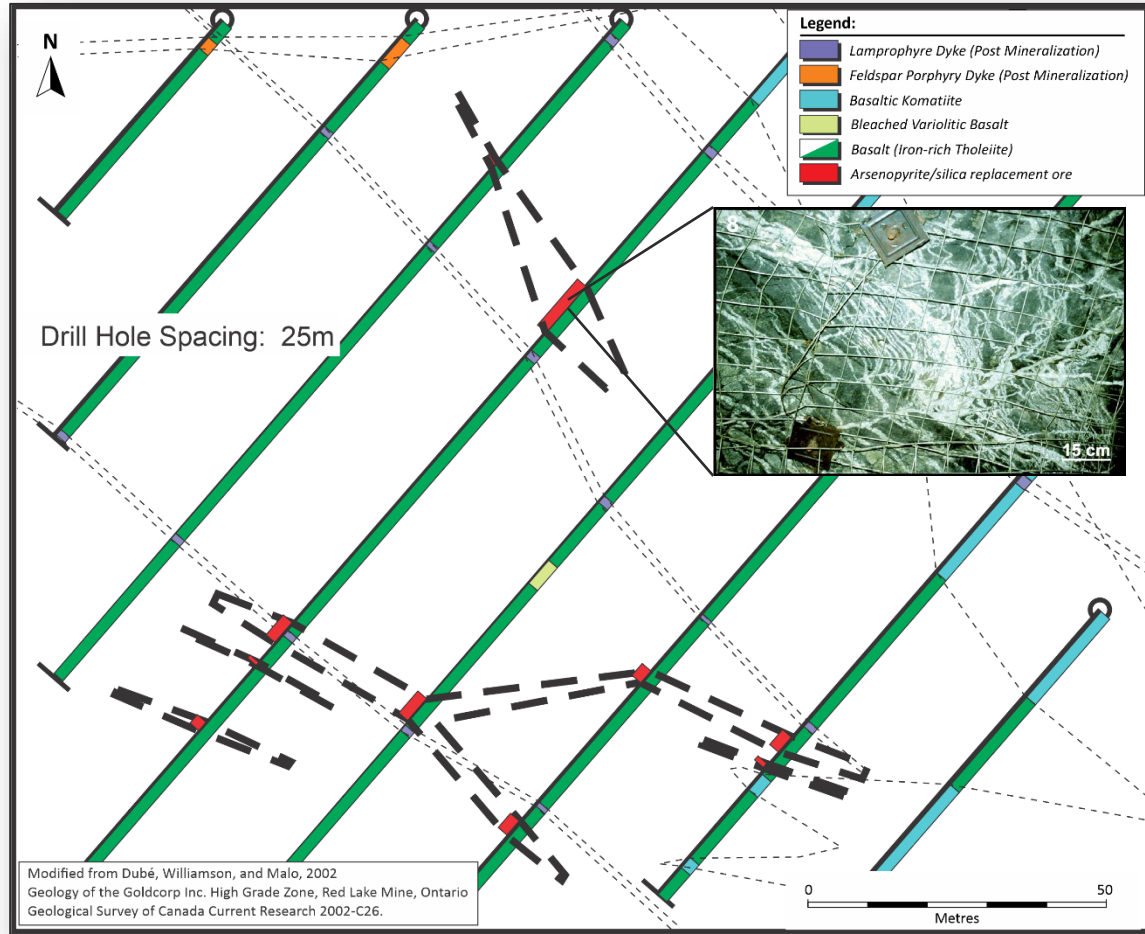 N
Legend:
Lamprophyre Dyke (Post Mineralization)
Feldspar Porphyry Dyke (Post Mineralization)
Basaltic Komatiite
Bleached Variolitic Basalt
Basalt (Iron-rich Tholeiite)
Arsenopyrite/silica replacement ore
8
15 cm
Drill Hole Spacing: 25m
Modified from Dubé, Williamson, and Malo, 2002
Geology of the Goldcorp Inc. High Grade Zone, Red Lake Mine, Ontario
Geological Survey of Canada Current Research 2002-C26.
0 50
Metres